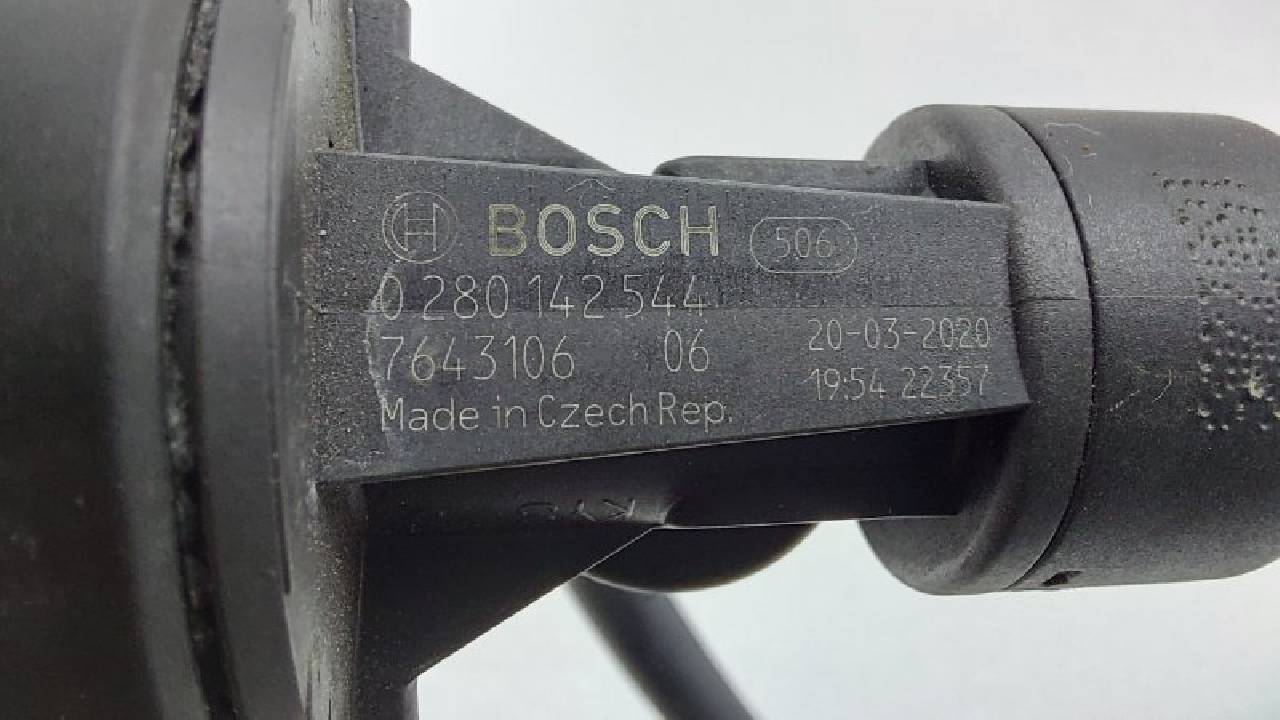 BOSCH 506
0 280 142 544
7643106 06 20-03-2020
19:54 22357
Made in Czech Rep.